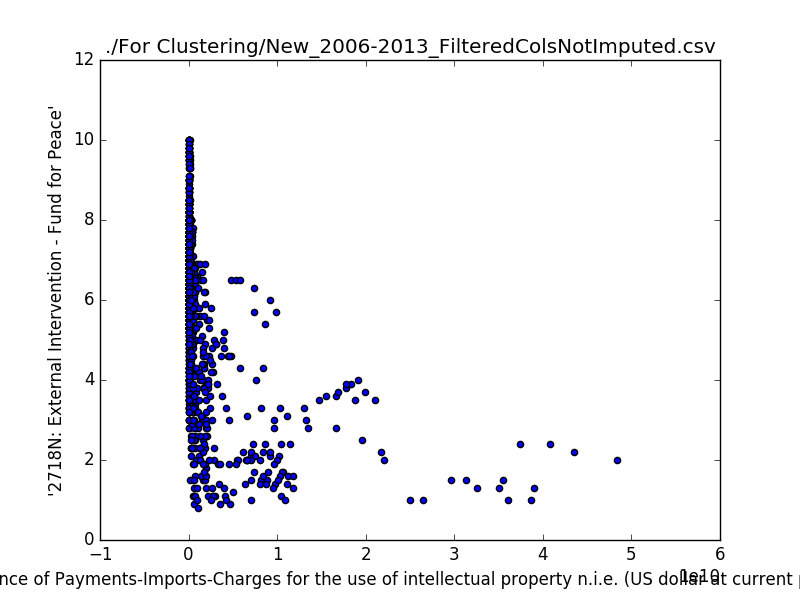 ./For Clustering/New_2006-2013_FilteredColsNotImputed.csv
'2718N: External Intervention - Fund for Peace'
12
10
8
6
4
2
0
−1 0 1 2 3 4 5 6
1e10
nce of Payments-Imports-Charges for the use of intellectual property n.i.e. (US dollar at current p